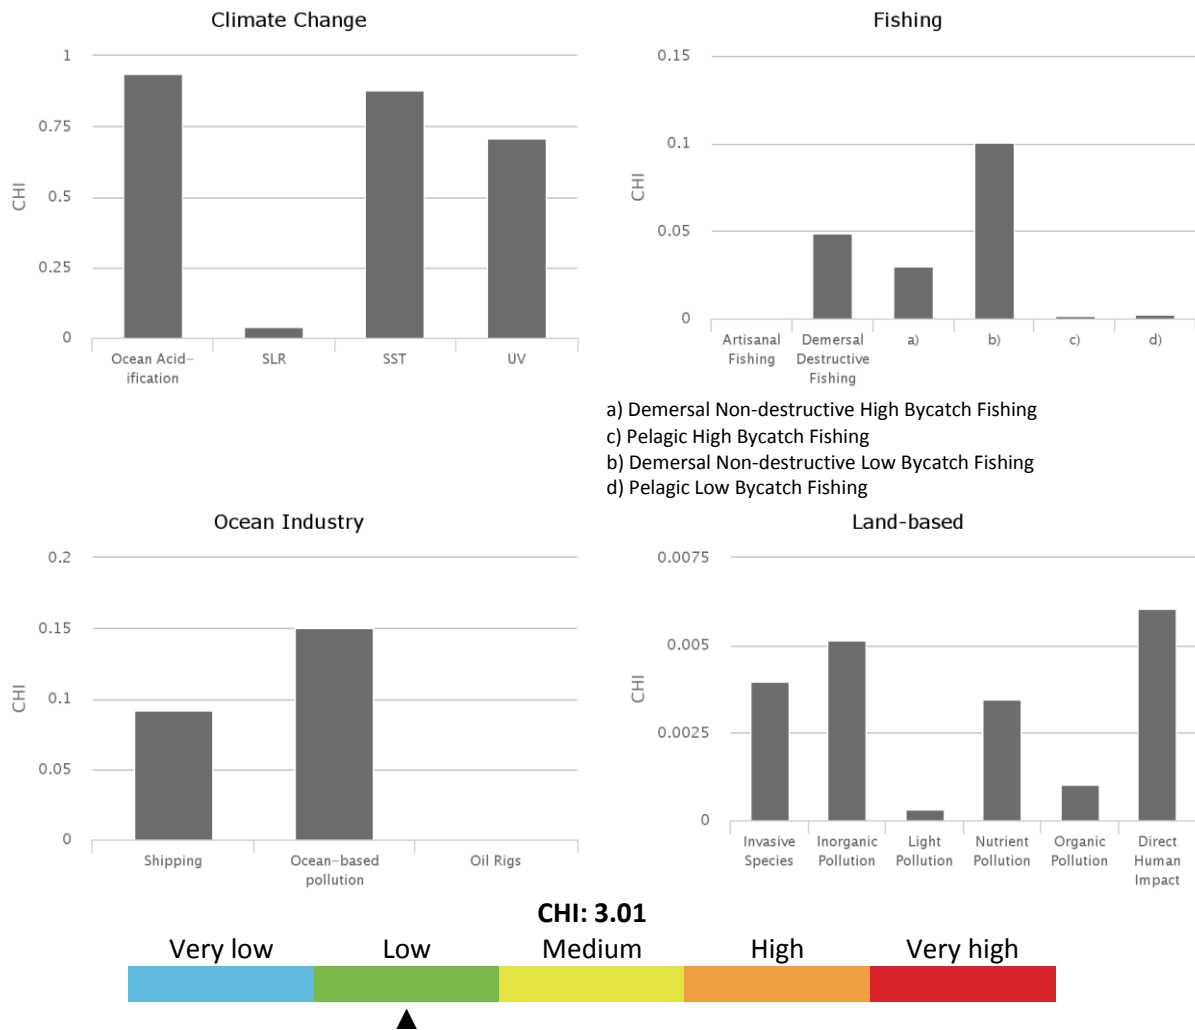 Climate Change
1
0.75
0.5
0.25
0
CHI
Ocean Acid-
ification
SLR
SST
UV
Fishing
0.15
0.1
0.05
0
CHI
Artisanal
Fishing
Demersal
Destructive
Fishing
a)
b)
c)
d)
a) Demersal Non-destructive High Bycatch Fishing
c) Pelagic High Bycatch Fishing
b) Demersal Non-destructive Low Bycatch Fishing
d) Pelagic Low Bycatch Fishing
Ocean Industry
0.2
0.15
0.1
0.05
0
CHI
Shipping
Ocean-based
pollution
Oil Rigs
Land-based
0.0075
0.005
0.0025
0
CHI
Invasive
Species
Inorganic
Pollution
Light
Pollution
Nutrient
Pollution
Organic
Pollution
Direct
Human
Impact
CHI: 3.01
Very low
Low
Medium
High
Very high